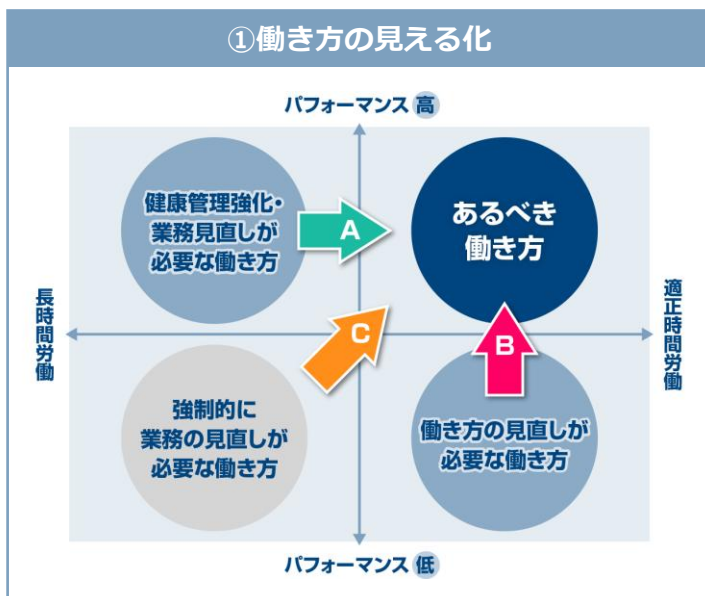 ①働き方の見える化
パフォーマンス 高
健康管理強化・
業務見直しが
必要な働き方
A
あるべき
働き方
長時間労働
適正時間労働
C
B
強制的に
業務の見直しが
必要な働き方
働き方の見直しが
必要な働き方
パフォーマンス 低